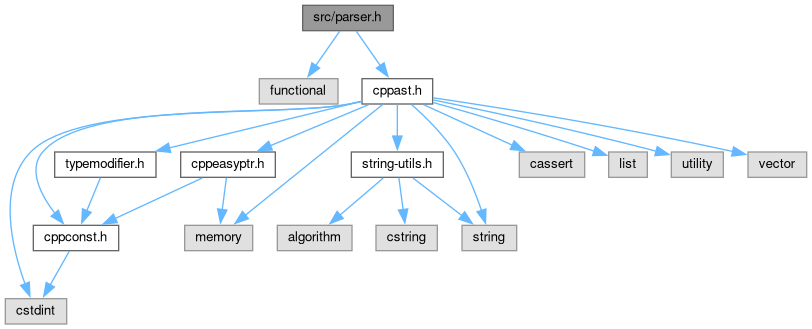 src/parser.h
functional
cppast.h
typemodifier.h
cppeasyptr.h
string-utils.h
cassert
list
utility
vector
cppconst.h
memory
algorithm
cstring
string
cstdint